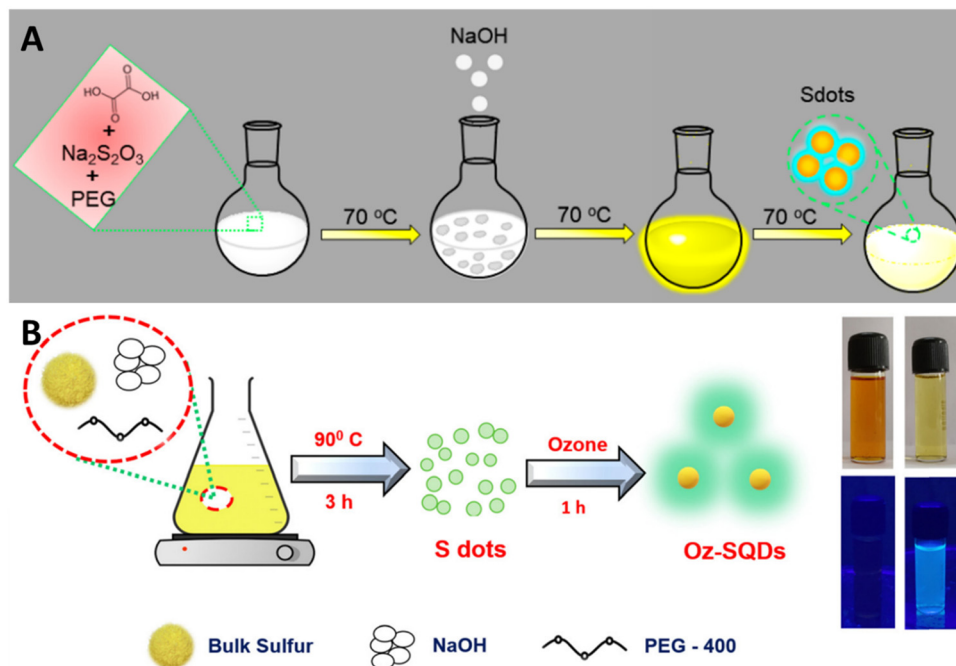 A
NaOH
Sdots
O
HO
OH
O
+
Na₂S₂O₃
+
PEG
70 °C
70 °C
70 °C
B
90⁰ C
3 h
Ozone
1 h
S dots
Oz-SQDs
Bulk Sulfur
NaOH
PEG - 400